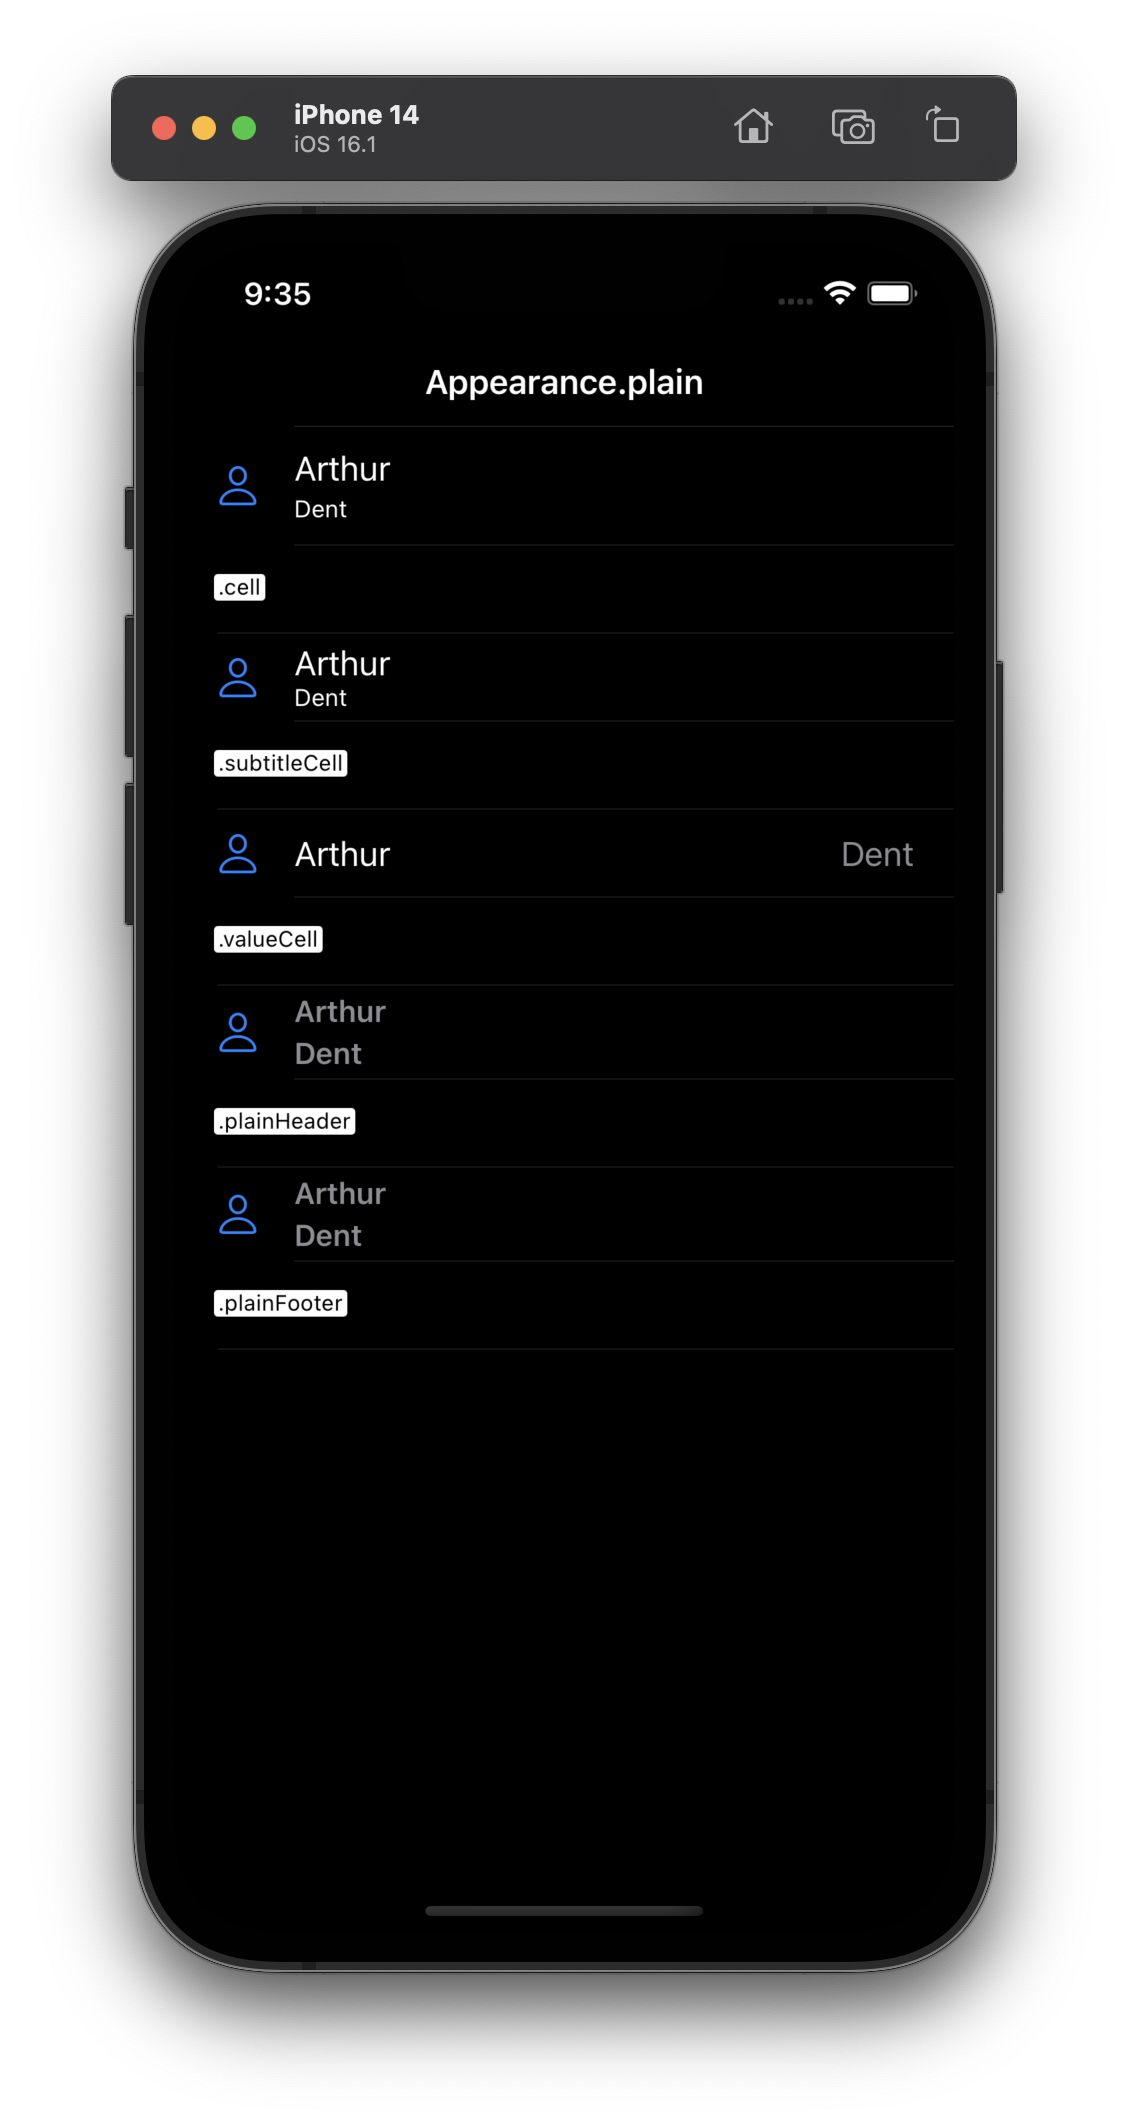 iPhone 14
iOS 16.1
9:35
Appearance.plain
Arthur
Dent
.cell
Arthur
Dent
.subtitleCell
Arthur Dent
.valueCell
Arthur
Dent
.plainHeader
Arthur
Dent
.plainFooter